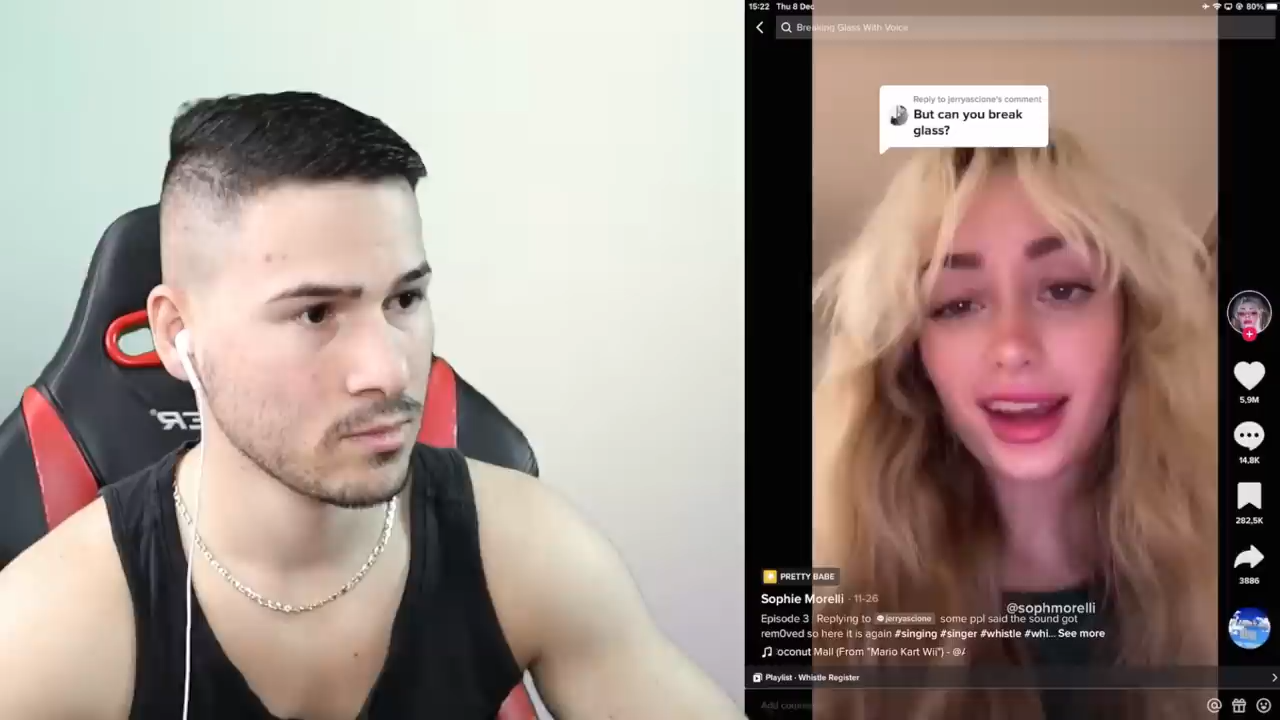 15:22 Thu 8 Dec
80%
Breaking Glass With Voice
Reply to jerryascione's comment
But can you break
glass?
5,9M
14,8K
282,5K
3886
PRETTY BABE
Sophie Morelli · 11-26
@sophmorelli
Episode 3 Replying to jerryascione some ppl said the sound got
rem0ved so here it is again #singing #singer #whistle #whi... See more
oconut Mall (From "Mario Kart Wii") - @
Playlist · Whistle Register
Add comme